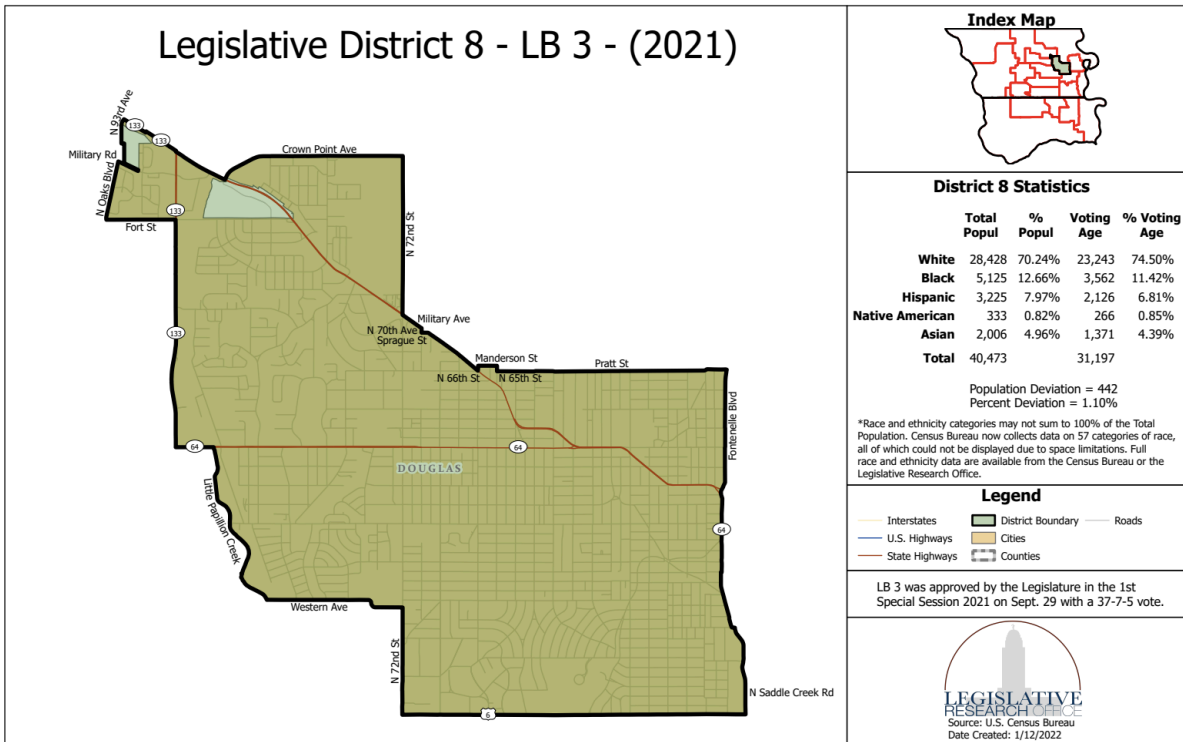 Legislative District 8 - LB 3 - (2021)
N 93rd Ave
133
133
Military Rd
N Oaks Blvd
133
Fort St
Crown Point Ave
N 72nd St
133
Military Ave
N 70th Ave
Sprague St
Manderson St
N 66th St
N 65th St
Pratt St
Fontenelle Blvd
64
64
DOUGLAS
Little Papillion Creek
64
Western Ave
N 72nd St
N Saddle Creek Rd
6
Index Map
District 8 Statistics
Total Popul % Popul Voting Age % Voting Age
White 28,428 70.24% 23,243 74.50%
Black 5,125 12.66% 3,562 11.42%
Hispanic 3,225 7.97% 2,126 6.81%
Native American 333 0.82% 266 0.85%
Asian 2,006 4.96% 1,371 4.39%
Total 40,473 31,197
Population Deviation = 442
Percent Deviation = 1.10%
*Race and ethnicity categories may not sum to 100% of the Total
Population. Census Bureau now collects data on 57 categories of race,
all of which could not be displayed due to space limitations. Full
race and ethnicity data are available from the Census Bureau or the
Legislative Research Office.
Legend
Interstates District Boundary Roads
U.S. Highways Cities
State Highways Counties
LB 3 was approved by the Legislature in the 1st
Special Session 2021 on Sept. 29 with a 37-7-5 vote.
LEGISLATIVE
RESEARCH OFFICE
Source: U.S. Census Bureau
Date Created: 1/12/2022